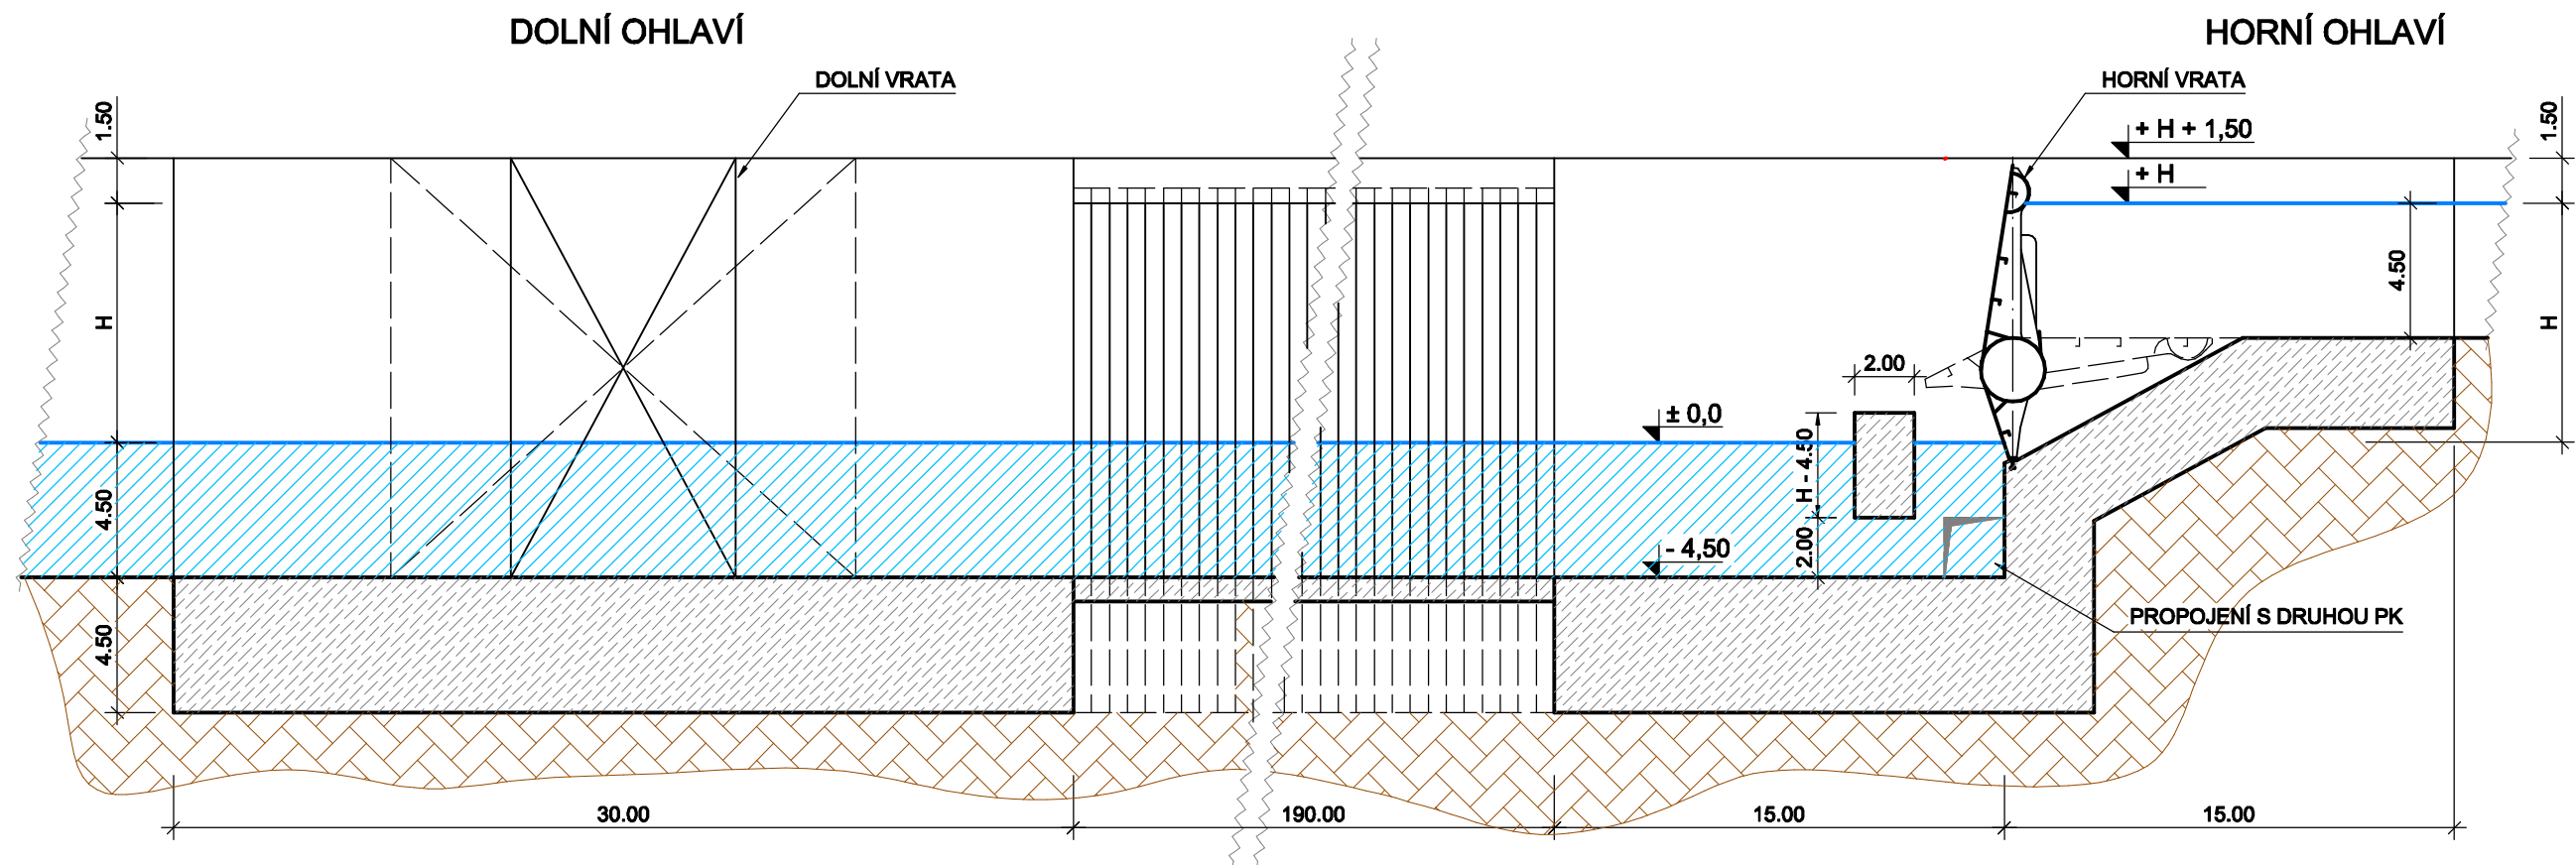 DOLNÍ OHLAVÍ
HORNÍ OHLAVÍ
DOLNÍ VRATA
HORNÍ VRATA
1.50
+ H + 1,50
1.50
+ H
H
4.50
H
2.00
± 0,0
H - 4.50
4.50
2.00
- 4,50
4.50
PROPOJENÍ S DRUHOU PK
30.00
190.00
15.00
15.00